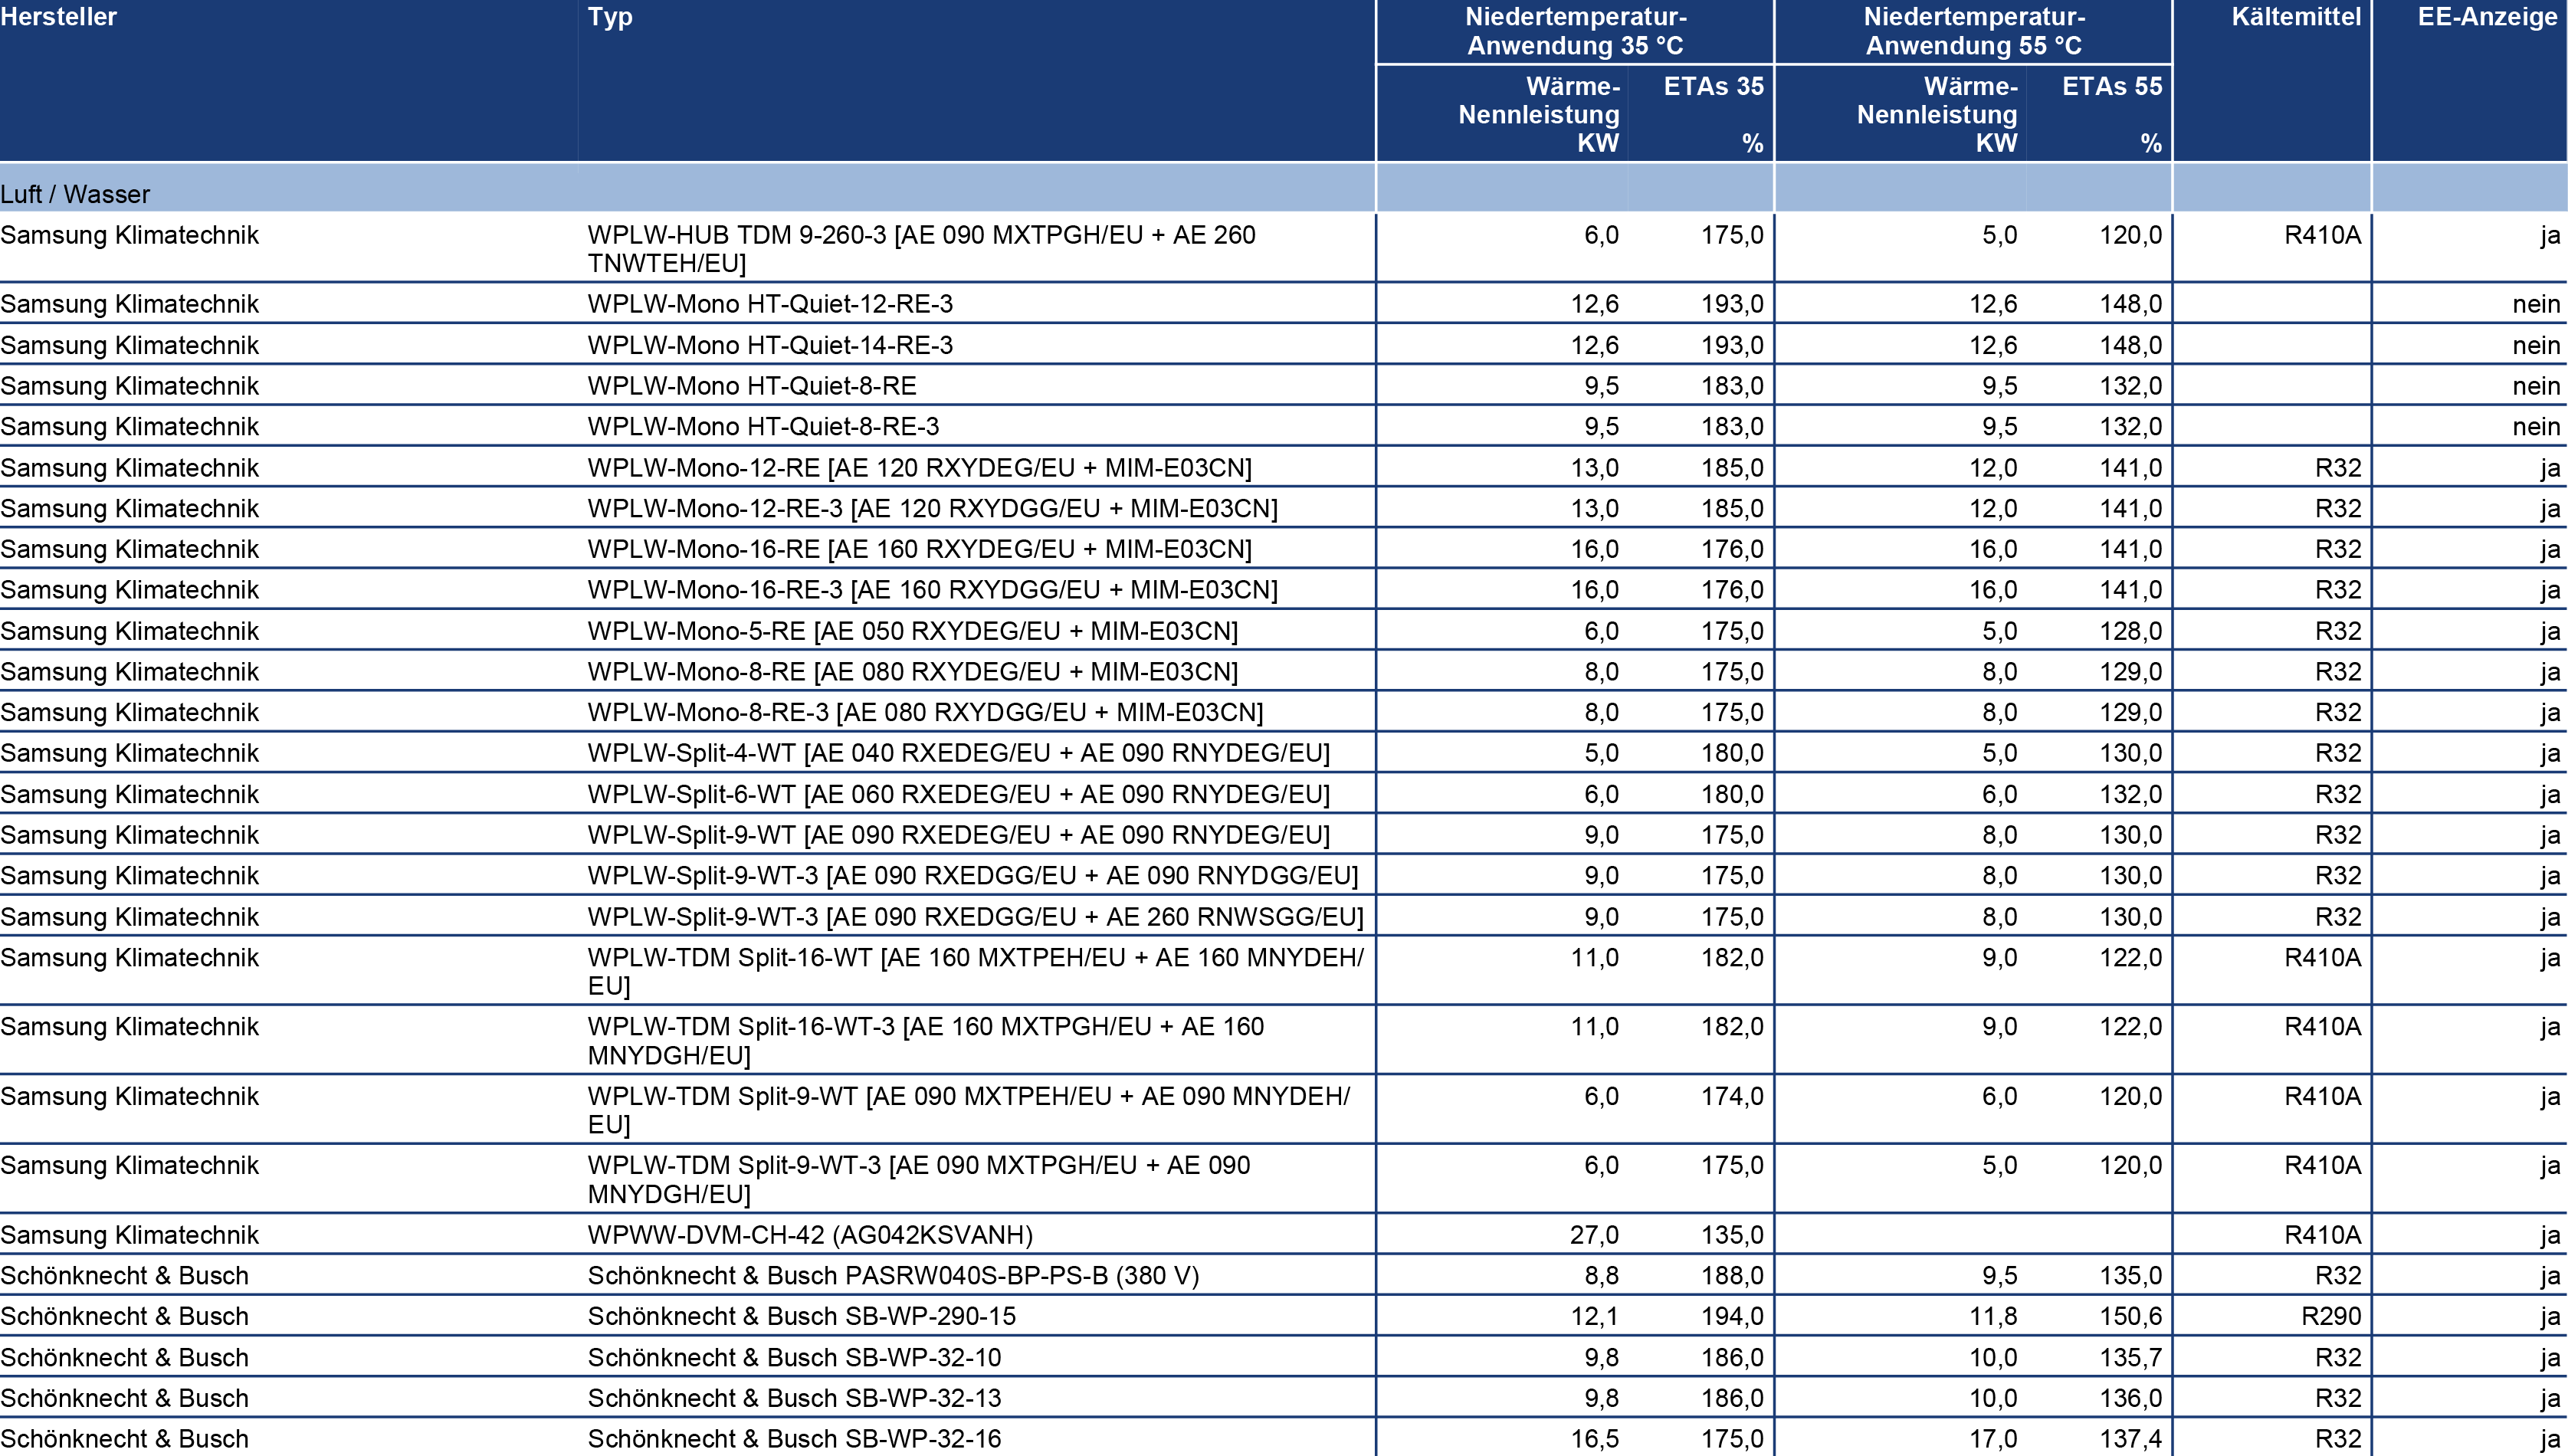 Hersteller Typ Niedertemperatur- Niedertemperatur- Kältemittel EE-Anzeige
Anwendung 35 °C Anwendung 55 °C
Wärme- ETAs 35 Wärme- ETAs 55
Nennleistung Nennleistung
KW % KW %
Luft / Wasser
Samsung Klimatechnik WPLW-HUB TDM 9-260-3 [AE 090 MXTPGH/EU + AE 260 6,0 175,0 5,0 120,0 R410A ja
TNWTEH/EU]
Samsung Klimatechnik WPLW-Mono HT-Quiet-12-RE-3 12,6 193,0 12,6 148,0 nein
Samsung Klimatechnik WPLW-Mono HT-Quiet-14-RE-3 12,6 193,0 12,6 148,0 nein
Samsung Klimatechnik WPLW-Mono HT-Quiet-8-RE 9,5 183,0 9,5 132,0 nein
Samsung Klimatechnik WPLW-Mono HT-Quiet-8-RE-3 9,5 183,0 9,5 132,0 nein
Samsung Klimatechnik WPLW-Mono-12-RE [AE 120 RXYDEG/EU + MIM-E03CN] 13,0 185,0 12,0 141,0 R32 ja
Samsung Klimatechnik WPLW-Mono-12-RE-3 [AE 120 RXYDGG/EU + MIM-E03CN] 13,0 185,0 12,0 141,0 R32 ja
Samsung Klimatechnik WPLW-Mono-16-RE [AE 160 RXYDEG/EU + MIM-E03CN] 16,0 176,0 16,0 141,0 R32 ja
Samsung Klimatechnik WPLW-Mono-16-RE-3 [AE 160 RXYDGG/EU + MIM-E03CN] 16,0 176,0 16,0 141,0 R32 ja
Samsung Klimatechnik WPLW-Mono-5-RE [AE 050 RXYDEG/EU + MIM-E03CN] 6,0 175,0 5,0 128,0 R32 ja
Samsung Klimatechnik WPLW-Mono-8-RE [AE 080 RXYDEG/EU + MIM-E03CN] 8,0 175,0 8,0 129,0 R32 ja
Samsung Klimatechnik WPLW-Mono-8-RE-3 [AE 080 RXYDGG/EU + MIM-E03CN] 8,0 175,0 8,0 129,0 R32 ja
Samsung Klimatechnik WPLW-Split-4-WT [AE 040 RXEDEG/EU + AE 090 RNYDEG/EU] 5,0 180,0 5,0 130,0 R32 ja
Samsung Klimatechnik WPLW-Split-6-WT [AE 060 RXEDEG/EU + AE 090 RNYDEG/EU] 6,0 180,0 6,0 132,0 R32 ja
Samsung Klimatechnik WPLW-Split-9-WT [AE 090 RXEDEG/EU + AE 090 RNYDEG/EU] 9,0 175,0 8,0 130,0 R32 ja
Samsung Klimatechnik WPLW-Split-9-WT-3 [AE 090 RXEDGG/EU + AE 090 RNYDGG/EU] 9,0 175,0 8,0 130,0 R32 ja
Samsung Klimatechnik WPLW-Split-9-WT-3 [AE 090 RXEDGG/EU + AE 260 RNWSGG/EU] 9,0 175,0 8,0 130,0 R32 ja
Samsung Klimatechnik WPLW-TDM Split-16-WT [AE 160 MXTPEH/EU + AE 160 MNYDEH/ 11,0 182,0 9,0 122,0 R410A ja
EU]
Samsung Klimatechnik WPLW-TDM Split-16-WT-3 [AE 160 MXTPGH/EU + AE 160 11,0 182,0 9,0 122,0 R410A ja
MNYDGH/EU]
Samsung Klimatechnik WPLW-TDM Split-9-WT [AE 090 MXTPEH/EU + AE 090 MNYDEH/ 6,0 174,0 6,0 120,0 R410A ja
EU]
Samsung Klimatechnik WPLW-TDM Split-9-WT-3 [AE 090 MXTPGH/EU + AE 090 6,0 175,0 5,0 120,0 R410A ja
MNYDGH/EU]
Samsung Klimatechnik WPWW-DVM-CH-42 (AG042KSVANH) 27,0 135,0 R410A ja
Schönknecht & Busch Schönknecht & Busch PASRW040S-BP-PS-B (380 V) 8,8 188,0 9,5 135,0 R32 ja
Schönknecht & Busch Schönknecht & Busch SB-WP-290-15 12,1 194,0 11,8 150,6 R290 ja
Schönknecht & Busch Schönknecht & Busch SB-WP-32-10 9,8 186,0 10,0 135,7 R32 ja
Schönknecht & Busch Schönknecht & Busch SB-WP-32-13 9,8 186,0 10,0 136,0 R32 ja
Schönknecht & Busch Schönknecht & Busch SB-WP-32-16 16,5 175,0 17,0 137,4 R32 ja